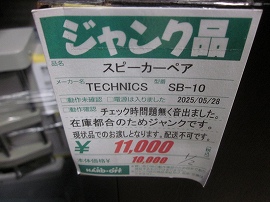 ジャンク品
品名
スピーカーペア
メーカー名 TECHNICS 型番 SB-10
動作未確認 電源は入りました 2025/05/28
動作確認 チェック時問題無く音出ました。
在庫都合のためジャンクです。
現状品でのお渡しとなります。配送不可です。
¥ 11,000
本体価格 ¥ 10,000